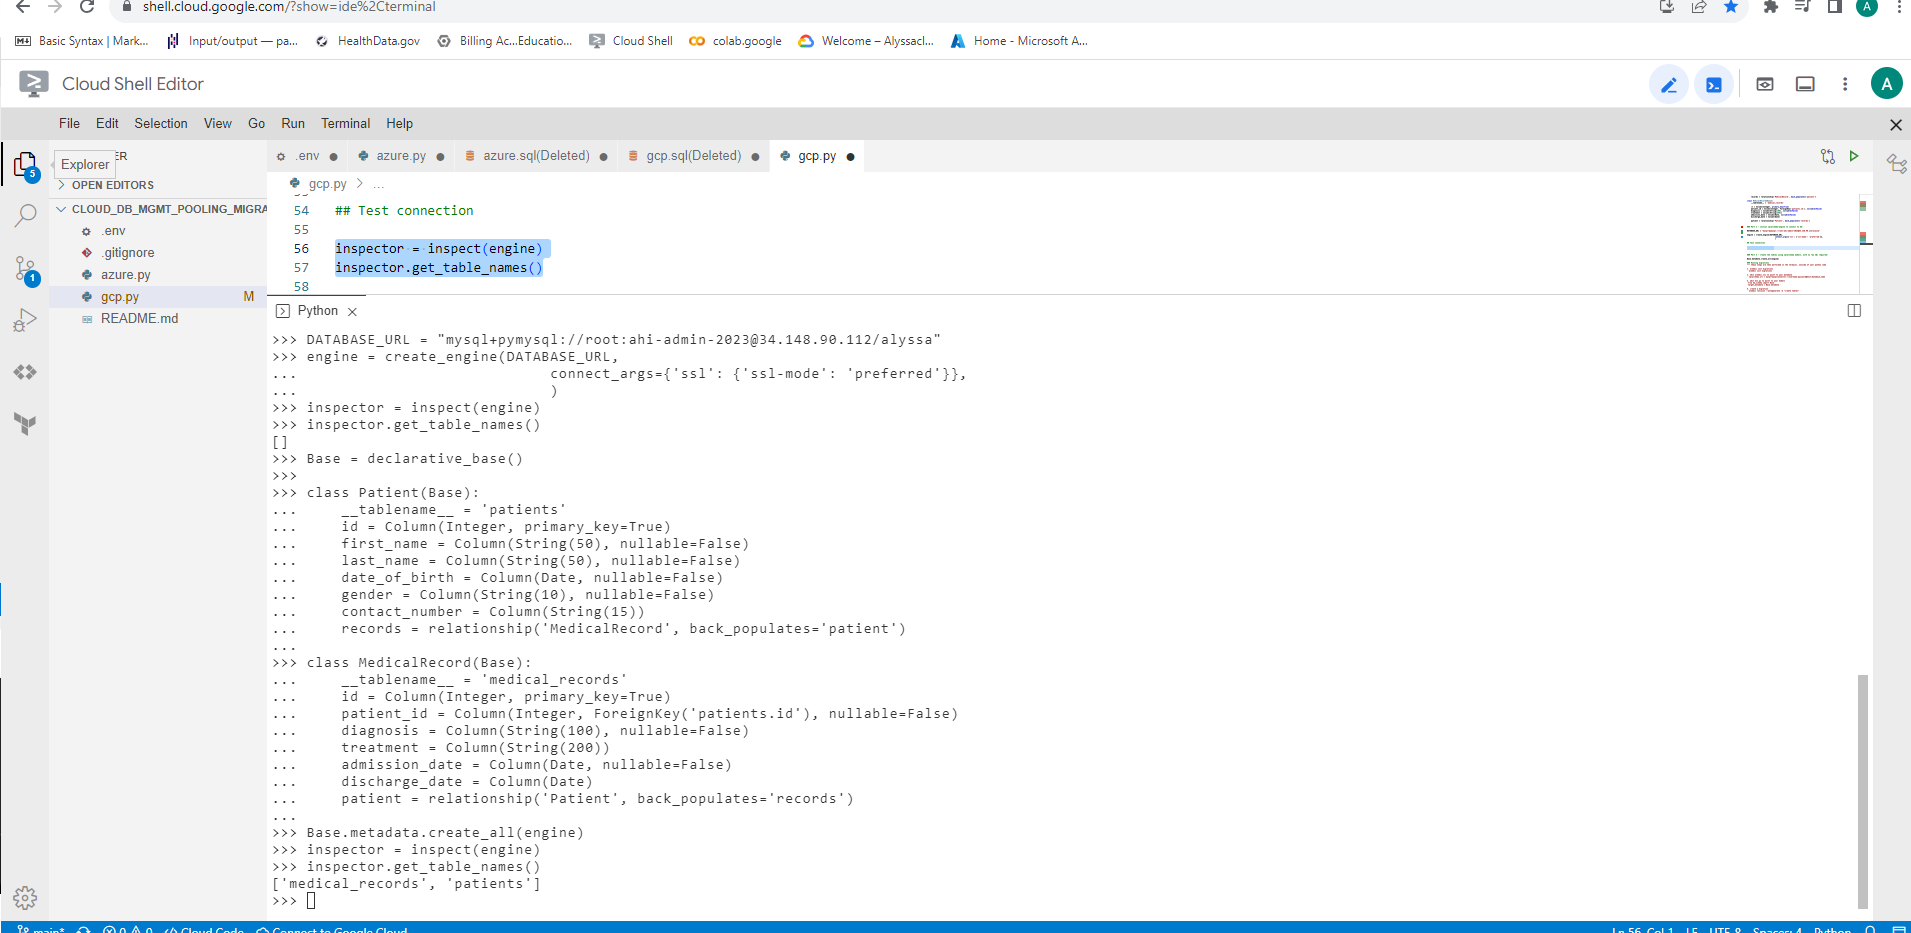 shell.cloud.google.com/?show=ide%2Cterminal
A
Basic Syntax | Mark...
Input/output — pa...
HealthData.gov
Billing Ac...Educatio...
Cloud Shell
colab.google
Welcome – Alyssacl...
Home - Microsoft A...
Cloud Shell Editor
A
File Edit Selection View Go Run Terminal Help
Explorer
ER
5
1
OPEN EDITORS
CLOUD_DB_MGMT_POOLING_MIGRA
.env
.gitignore
azure.py
gcp.py M
README.md
.env
azure.py
azure.sql(Deleted)
gcp.sql(Deleted)
gcp.py
gcp.py > ...
54 ## Test connection
55
56 inspector = inspect(engine)
57 inspector.get_table_names()
58
Python
>>> DATABASE_URL = "mysql+pymysql://root:ahi-admin-2023@34.148.90.112/alyssa"
>>> engine = create_engine(DATABASE_URL,
... connect_args={'ssl': {'ssl-mode': 'preferred'}},
... )
>>> inspector = inspect(engine)
>>> inspector.get_table_names()
[]
>>> Base = declarative_base()
>>>
>>> class Patient(Base):
... __tablename__ = 'patients'
... id = Column(Integer, primary_key=True)
... first_name = Column(String(50), nullable=False)
... last_name = Column(String(50), nullable=False)
... date_of_birth = Column(Date, nullable=False)
... gender = Column(String(10), nullable=False)
... contact_number = Column(String(15))
... records = relationship('MedicalRecord', back_populates='patient')
...
>>> class MedicalRecord(Base):
... __tablename__ = 'medical_records'
... id = Column(Integer, primary_key=True)
... patient_id = Column(Integer, ForeignKey('patients.id'), nullable=False)
... diagnosis = Column(String(100), nullable=False)
... treatment = Column(String(200))
... admission_date = Column(Date, nullable=False)
... discharge_date = Column(Date)
... patient = relationship('Patient', back_populates='records')
...
>>> Base.metadata.create_all(engine)
>>> inspector = inspect(engine)
>>> inspector.get_table_names()
['medical_records', 'patients']
>>>
main* 0 0 Cloud Code Connect to Google Cloud Ln 56, Col 1 LF UTF-8 Spaces: 4 Python